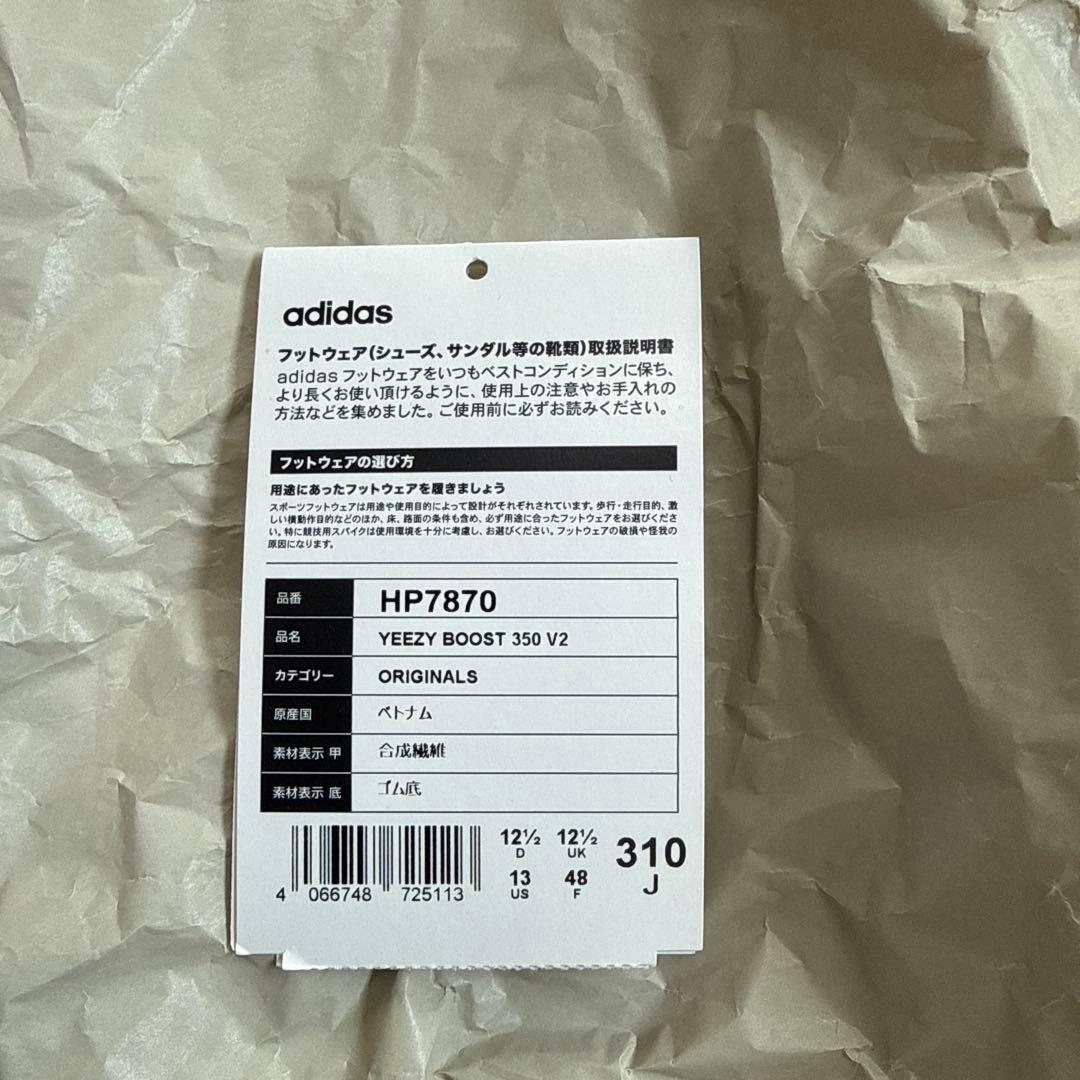 adidas
フットウェア(シューズ、サンダル等の靴類)取扱説明書
adidas フットウェアをいつもベストコンディションに保ち、
より長くお使い頂けるように、使用上の注意やお手入れの
方法などを集めました。ご使用前に必ずお読みください。
フットウェアの選び方
用途にあったフットウェアを履きましょう
スポーツフットウェアは用途や使用目的によって設計がそれぞれされています。歩行・走行目的、激
しい横動作目的などのほか、床、路面の条件も含め、必ず用途に合ったフットウェアをお選びくださ
い。特に競技用スパイクは使用環境を十分に考慮し、お選びください。フットウェアの破損や怪我の
原因になります。
品番 HP7870
品名 YEEZY BOOST 350 V2
カテゴリー ORIGINALS
原産国 ベトナム
素材表示 甲 合成繊維
素材表示 底 ゴム底
12½ D 12½ UK 310 J
13 US 48 F
4 066748 725113